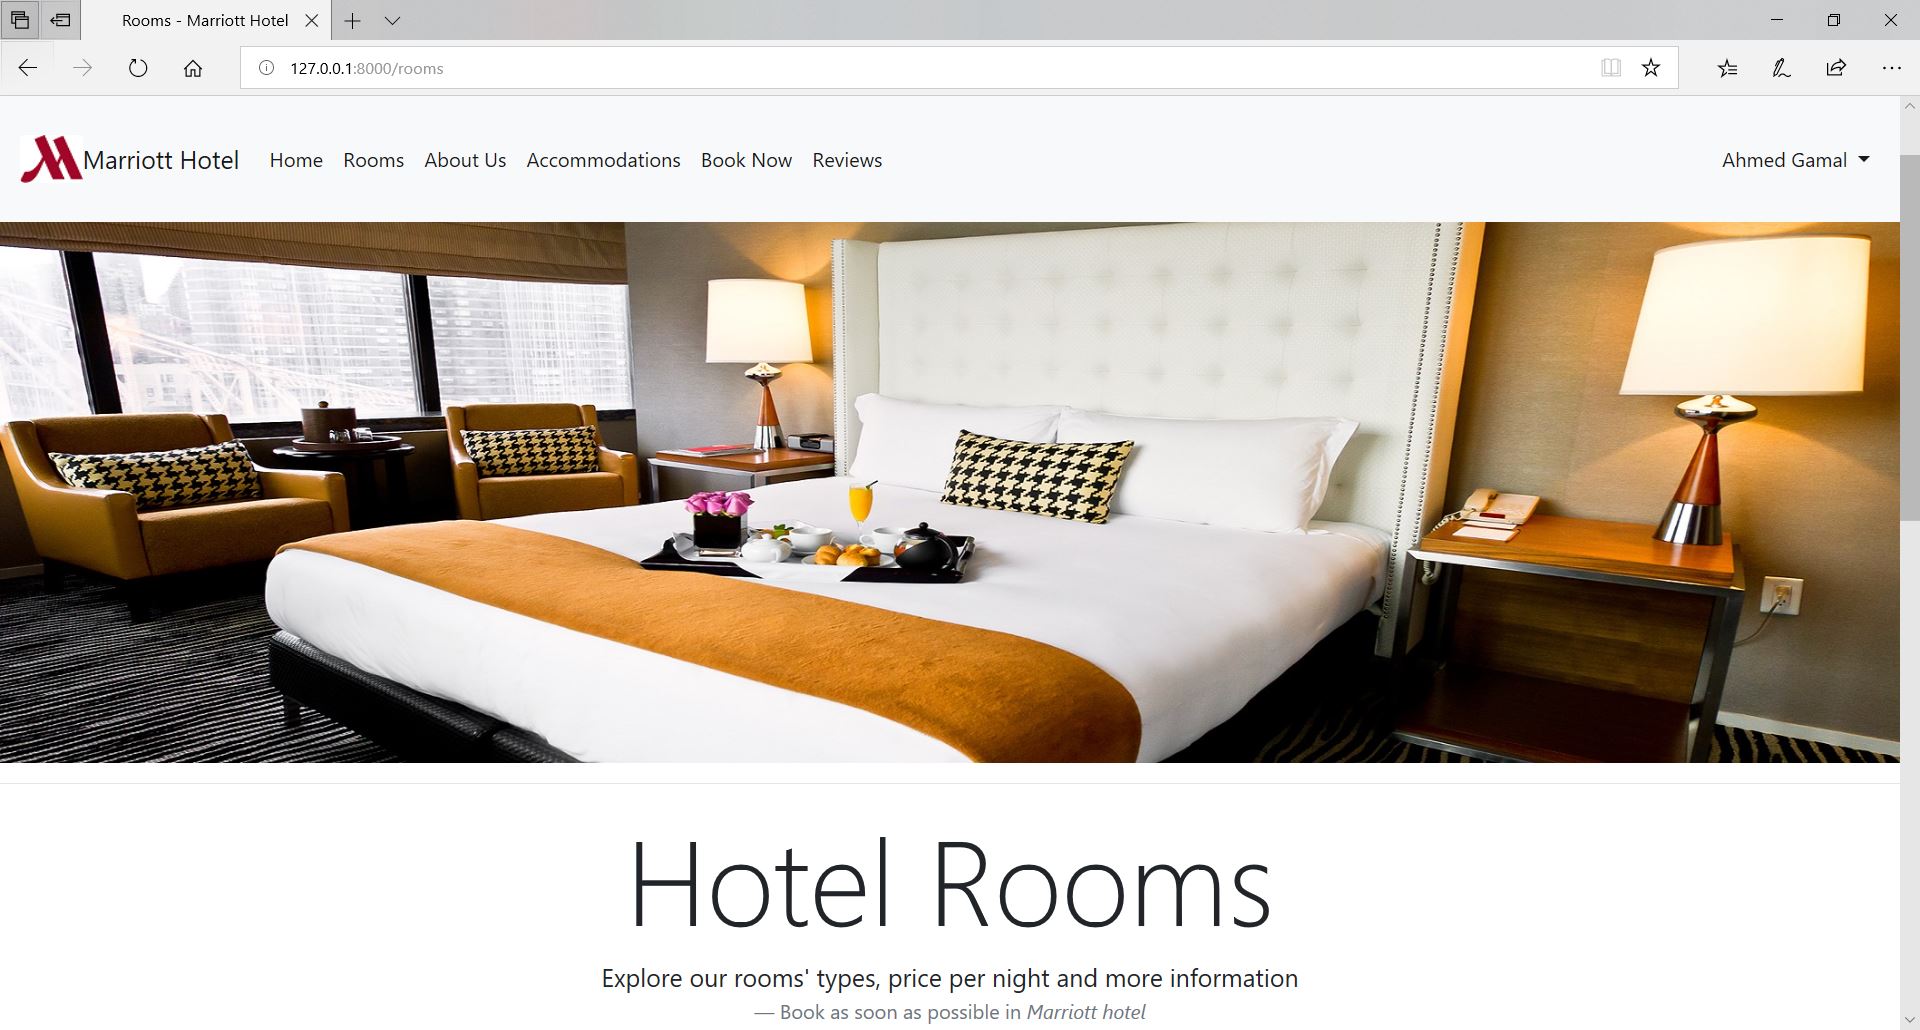 Rooms - Marriott Hotel
127.0.0.1:8000/rooms
Marriott Hotel Home Rooms About Us Accommodations Book Now Reviews Ahmed Gamal
Hotel Rooms
Explore our rooms' types, price per night and more information
— Book as soon as possible in Marriott hotel